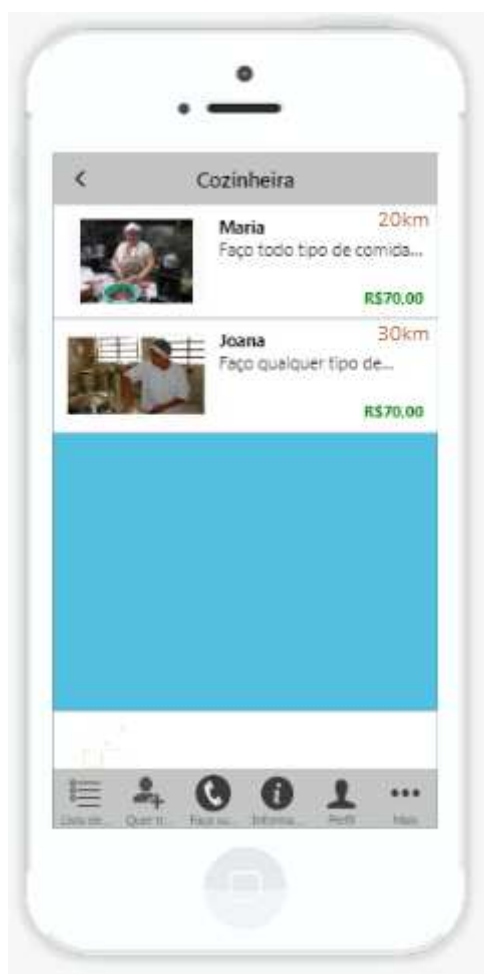 Cozinheira
Maria
20km
Faço todo tipo de comida...
R$70,00
Joana
30km
Faço qualquer tipo de...
R$70,00
Perfil
Mais